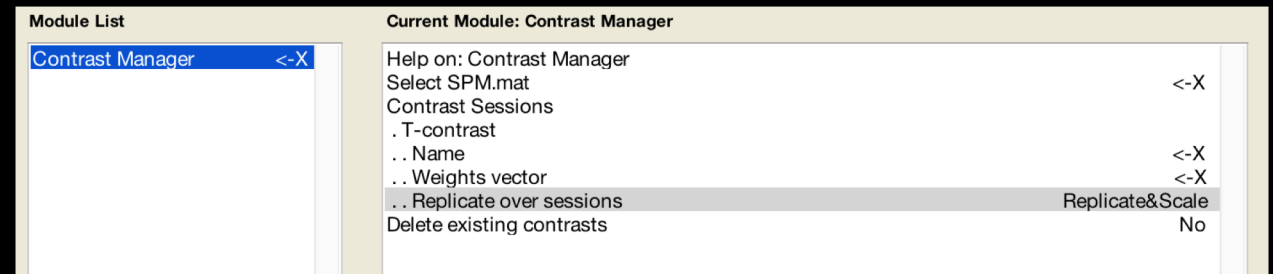 Module List
Current Module: Contrast Manager
Contrast Manager <-X
Help on: Contrast Manager
Select SPM.mat <-X
Contrast Sessions
. T-contrast
. . Name <-X
. . Weights vector <-X
. . Replicate over sessions Replicate&Scale
Delete existing contrasts No